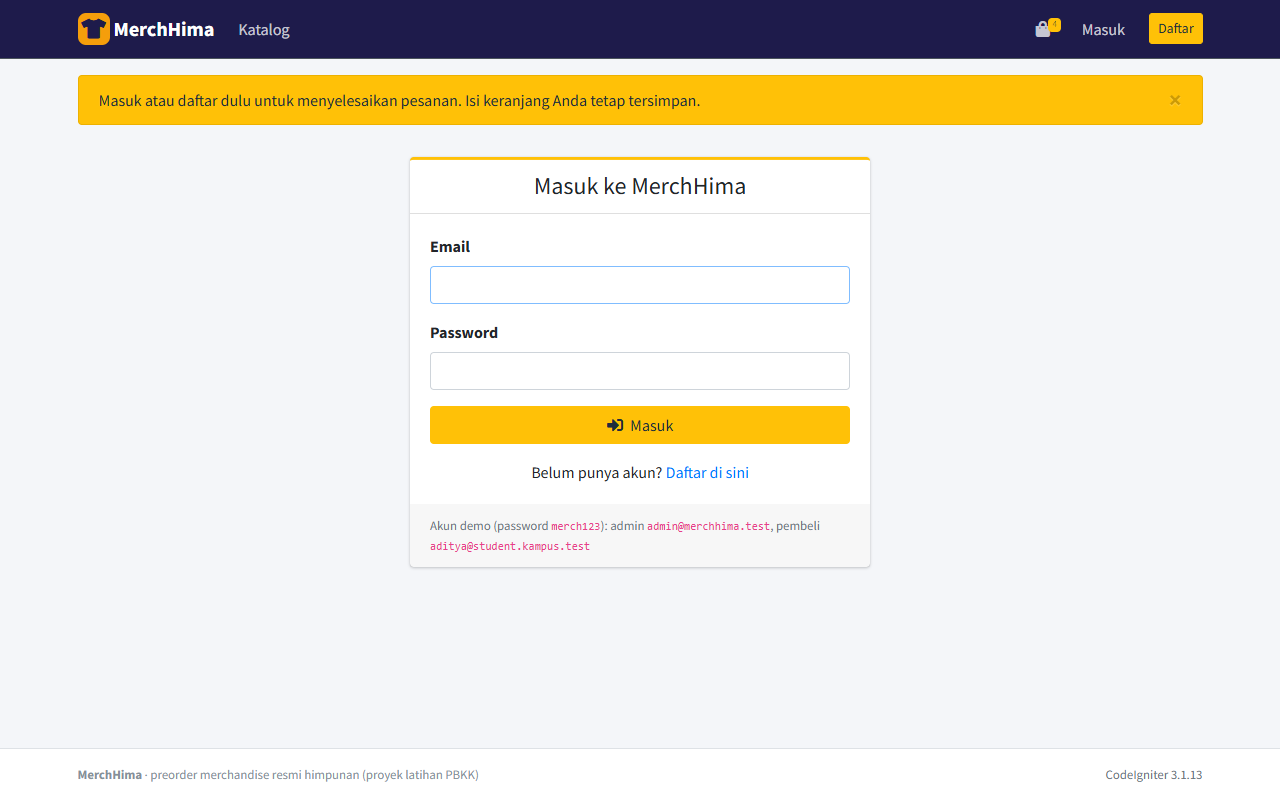 MerchHima
Katalog
4
Masuk
Daftar
Masuk atau daftar dulu untuk menyelesaikan pesanan. Isi keranjang Anda tetap tersimpan.
×
Masuk ke MerchHima
Email
Password
Masuk
Belum punya akun? Daftar di sini
Akun demo (password merch123): admin admin@merchhima.test, pembeli
aditya@student.kampus.test
MerchHima · preorder merchandise resmi himpunan (proyek latihan PBKK)
CodeIgniter 3.1.13